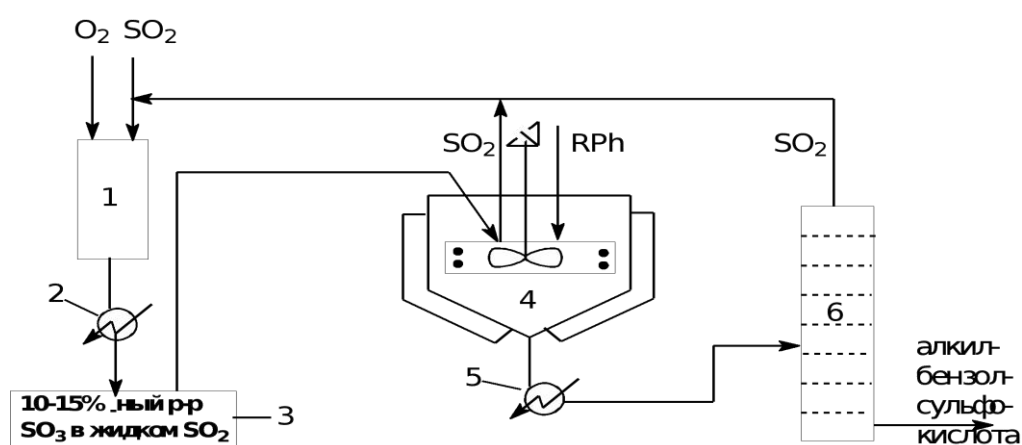 O2 SO2
SO2
RPh
SO2
1
2
4
6
5
10-15% -ный р-р
SO3 в жидком SO2
3
алкил-
бензол-
сульфо-
кислота